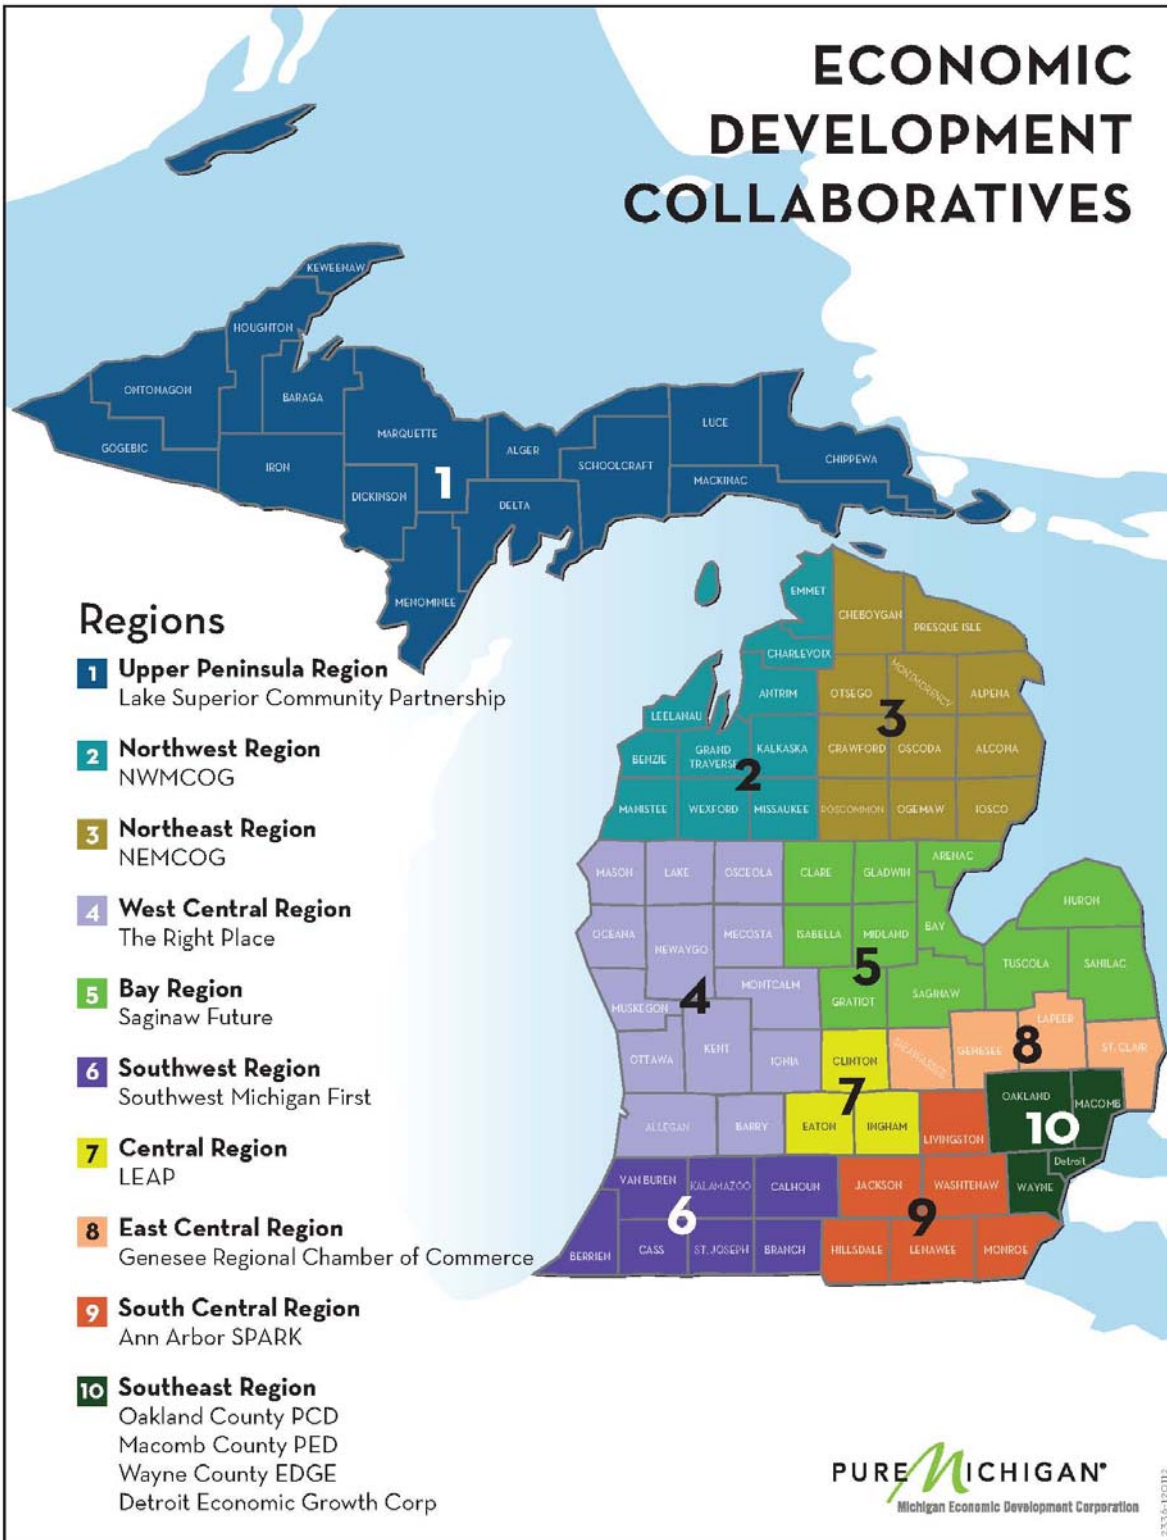 ECONOMIC
DEVELOPMENT
COLLABORATIVES
KEWEENAW
HOUGHTON
ONTONAGON
BARAGA
GOGEBIC
IRON
MARQUETTE
DICKINSON
1
ALGER
DELTA
SCHOOLCRAFT
LUCE
MACKINAC
CHIPPEWA
MENOMINEE
EMMET
CHEBOYGAN
PRESQUE ISLE
CHARLEVOIX
ANTRIM
OTSEGO
MONTMORENCY
ALPENA
3
LEELANAU
BENZIE
GRAND
TRAVERSE
KALKASKA
2
CRAWFORD
OSCODA
ALCONA
MANISTEE
WEXFORD
MISSAUKEE
ROSCOMMON
OGEMAW
IOSCO
MASON
LAKE
OSCEOLA
CLARE
GLADWIN
ARENAC
HURON
OCEANA
NEWAYGO
MECOSTA
ISABELLA
MIDLAND
BAY
5
TUSCOLA
SANILAC
MUSKEGON
4
MONTCALM
GRATIOT
SAGINAW
OTTAWA
KENT
IONIA
CLINTON
SHIAWASSEE
GENESEE
LAPEER
8
ST. CLAIR
ALLEGAN
BARRY
7
EATON
INGHAM
LIVINGSTON
OAKLAND
MACOMB
10
Detroit
WAYNE
VAN BUREN
KALAMAZOO
CALHOUN
JACKSON
WASHTENAW
6
9
BERRIEN
CASS
ST. JOSEPH
BRANCH
HILLSDALE
LENAWEE
MONROE
Regions
1 Upper Peninsula Region
Lake Superior Community Partnership
2 Northwest Region
NWMCOG
3 Northeast Region
NEMCOG
4 West Central Region
The Right Place
5 Bay Region
Saginaw Future
6 Southwest Region
Southwest Michigan First
7 Central Region
LEAP
8 East Central Region
Genesee Regional Chamber of Commerce
9 South Central Region
Ann Arbor SPARK
10 Southeast Region
Oakland County PCD
Macomb County PED
Wayne County EDGE
Detroit Economic Growth Corp
PURE MICHIGAN®
Michigan Economic Development Corporation